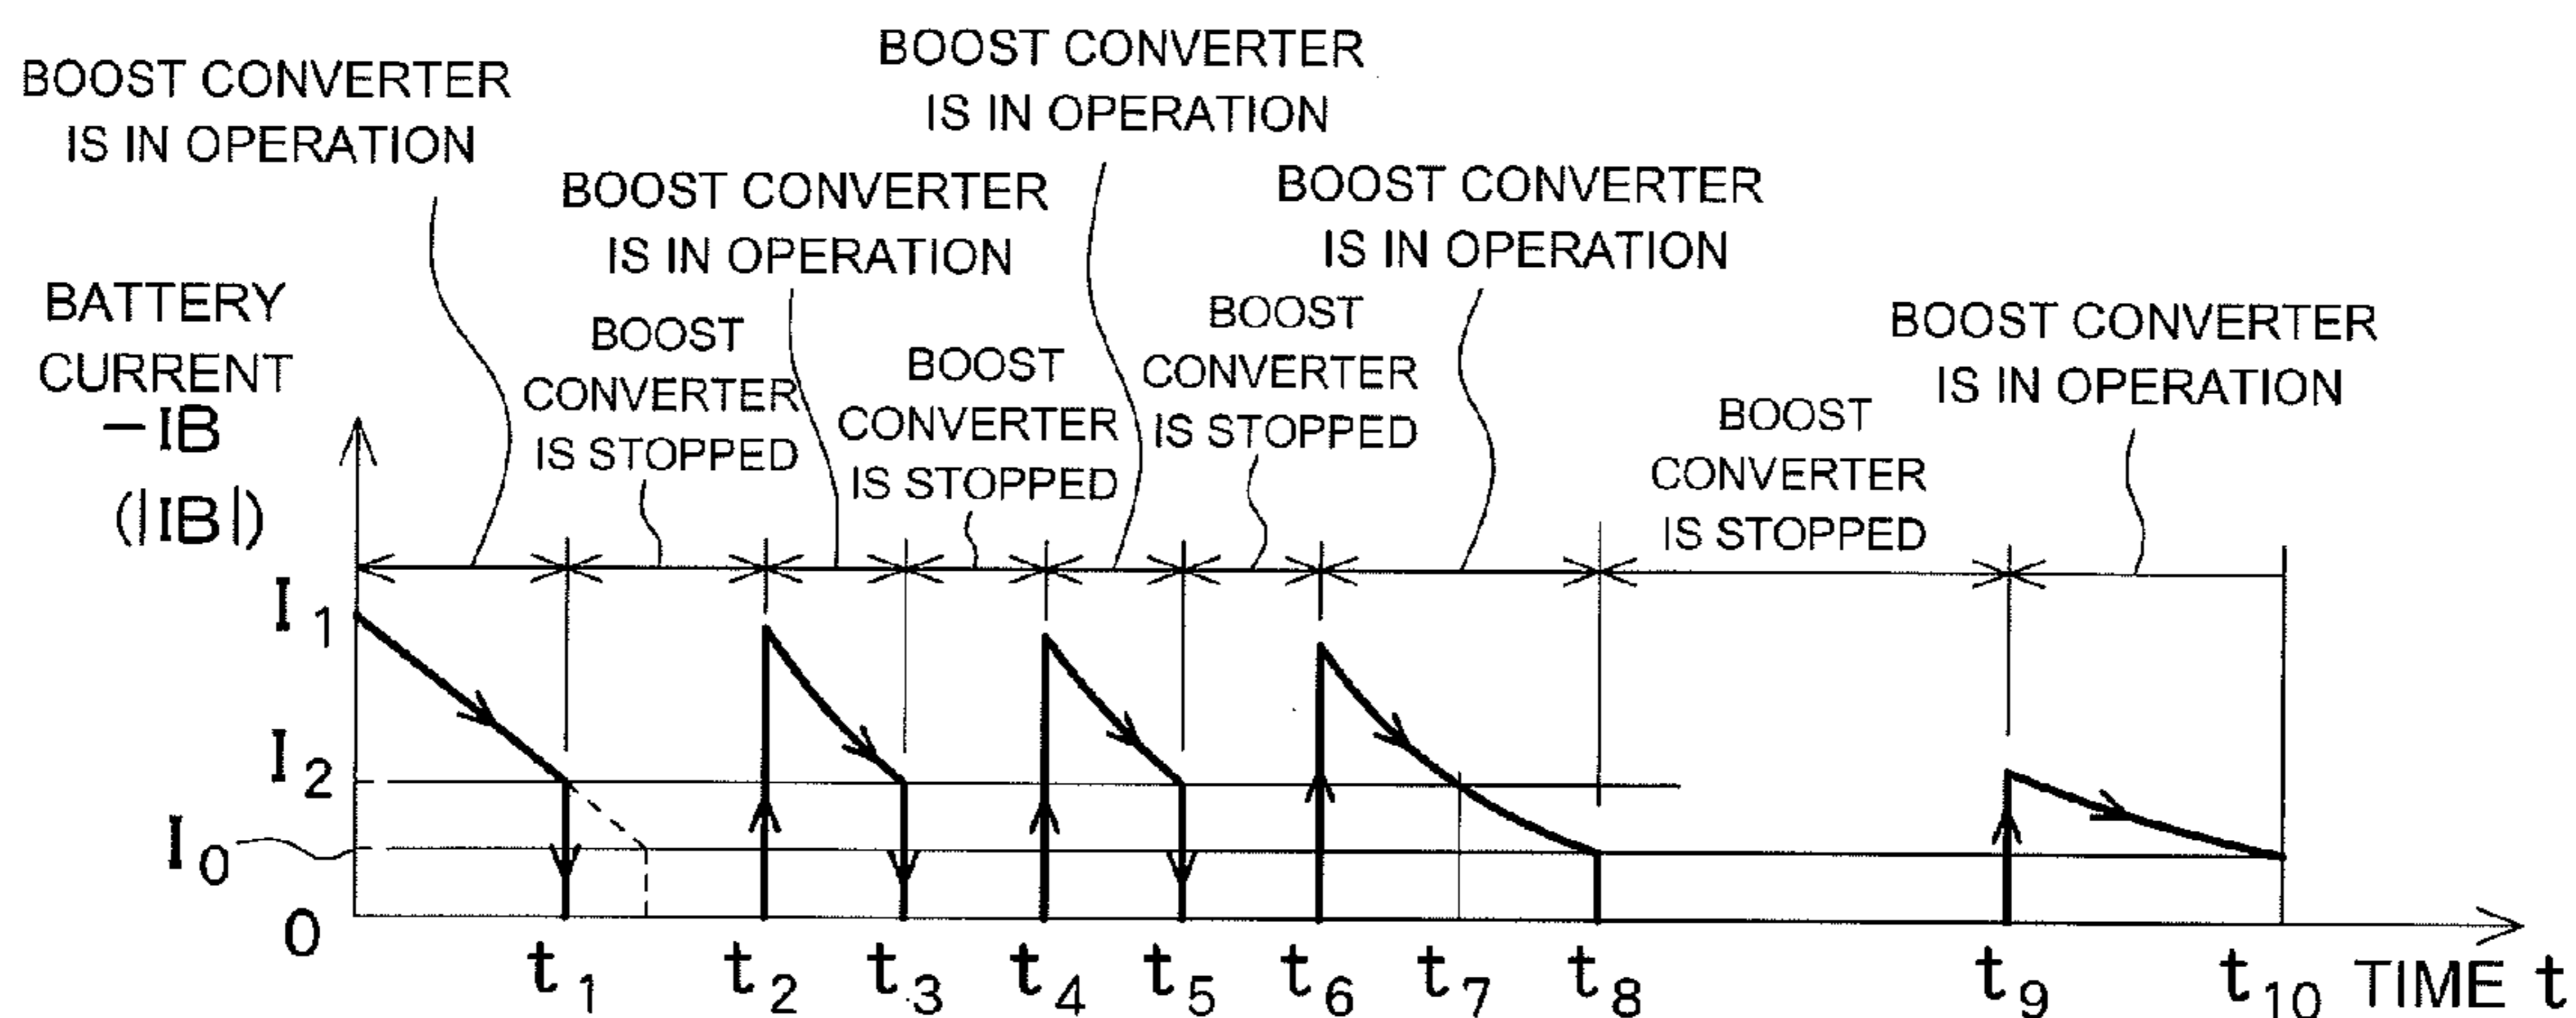 BOOST CONVERTER
IS IN OPERATION
BOOST CONVERTER
IS IN OPERATION
BOOST CONVERTER
IS IN OPERATION
BOOST CONVERTER
IS IN OPERATION
BOOST CONVERTER
IS IN OPERATION
BOOST
CONVERTER
IS STOPPED
BOOST
CONVERTER
IS STOPPED
BOOST
CONVERTER
IS STOPPED
BOOST
CONVERTER
IS STOPPED
BATTERY
CURRENT
−IB
(|IB|)
I1
I2
I0
0
t1 t2 t3 t4 t5 t6 t7 t8 t9 t10 TIME t